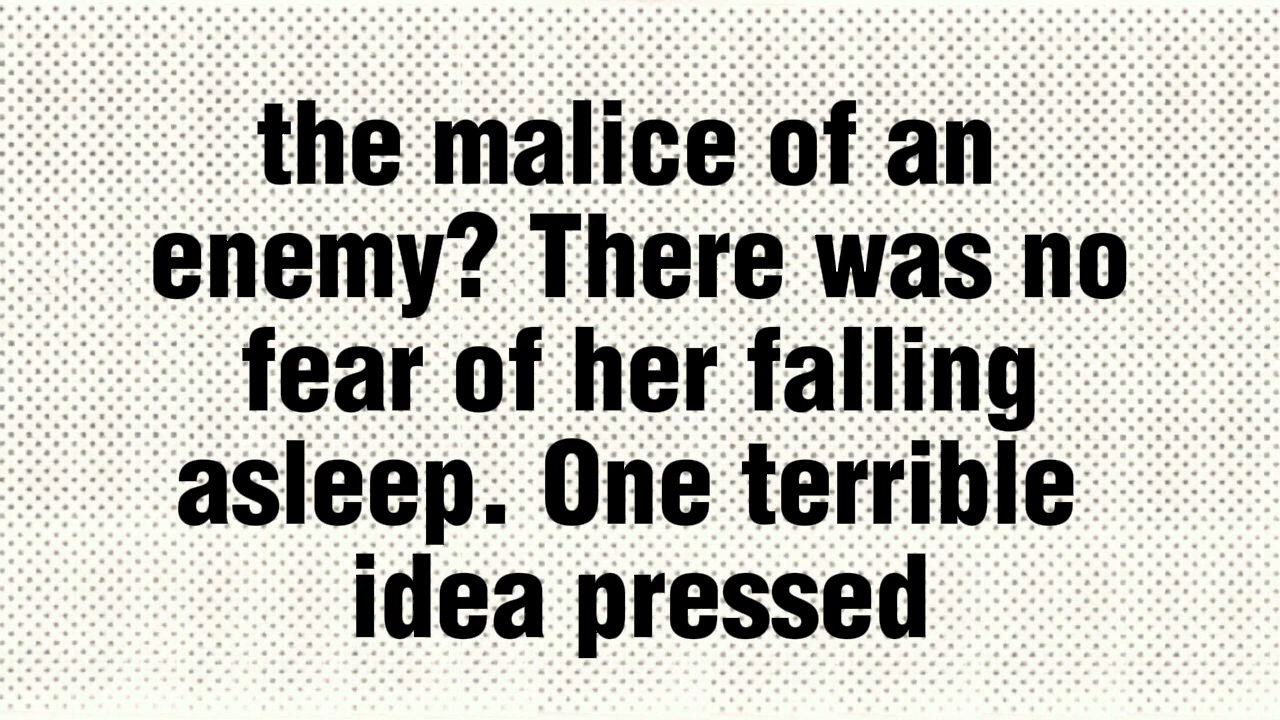 the malice of an
enemy? There was no
fear of her falling
asleep. One terrible
idea pressed